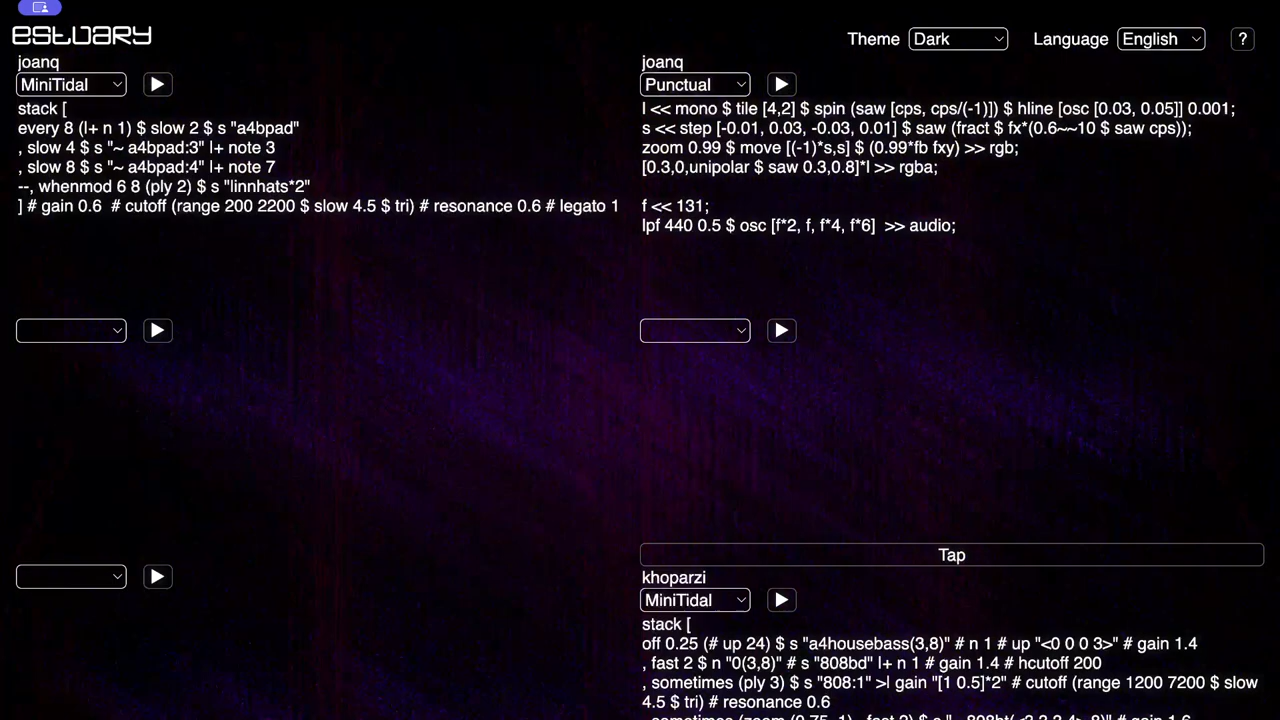 estuary
Theme Dark Language English ?
joanq
MiniTidal
stack [
every 8 (|+ n 1) $ slow 2 $ s "a4bpad"
, slow 4 $ s "~ a4bpad:3" |+ note 3
, slow 8 $ s "~ a4bpad:4" |+ note 7
--, whenmod 6 8 (ply 2) $ s "linnhats*2"
] # gain 0.6  # cutoff (range 200 2200 $ slow 4.5 $ tri) # resonance 0.6 # legato 1
joanq
Punctual
l << mono $ tile [4,2] $ spin (saw [cps, cps/(-1)]) $ hline [osc [0.03, 0.05]] 0.001;
s << step [-0.01, 0.03, -0.03, 0.01] $ saw (fract $ fx*(0.6~~10 $ saw cps));
zoom 0.99 $ move [(-1)*s,s] $ (0.99*fb fxy) >> rgb;
[0.3,0,unipolar $ saw 0.3,0.8]*l >> rgba;
f << 131;
lpf 440 0.5 $ osc [f*2, f, f*4, f*6]  >> audio;
Tap
khoparzi
MiniTidal
stack [
off 0.25 (# up 24) $ s "a4housebass(3,8)" # n 1 # up "<0 0 0 3>" # gain 1.4
, fast 2 $ n "0(3,8)" # s "808bd" |+ n 1 # gain 1.4 # hcutoff 200
, sometimes (ply 3) $ s "808:1" >| gain "[1 0.5]*2" # cutoff (range 1200 7200 $ slow
4.5 $ tri) # resonance 0.6